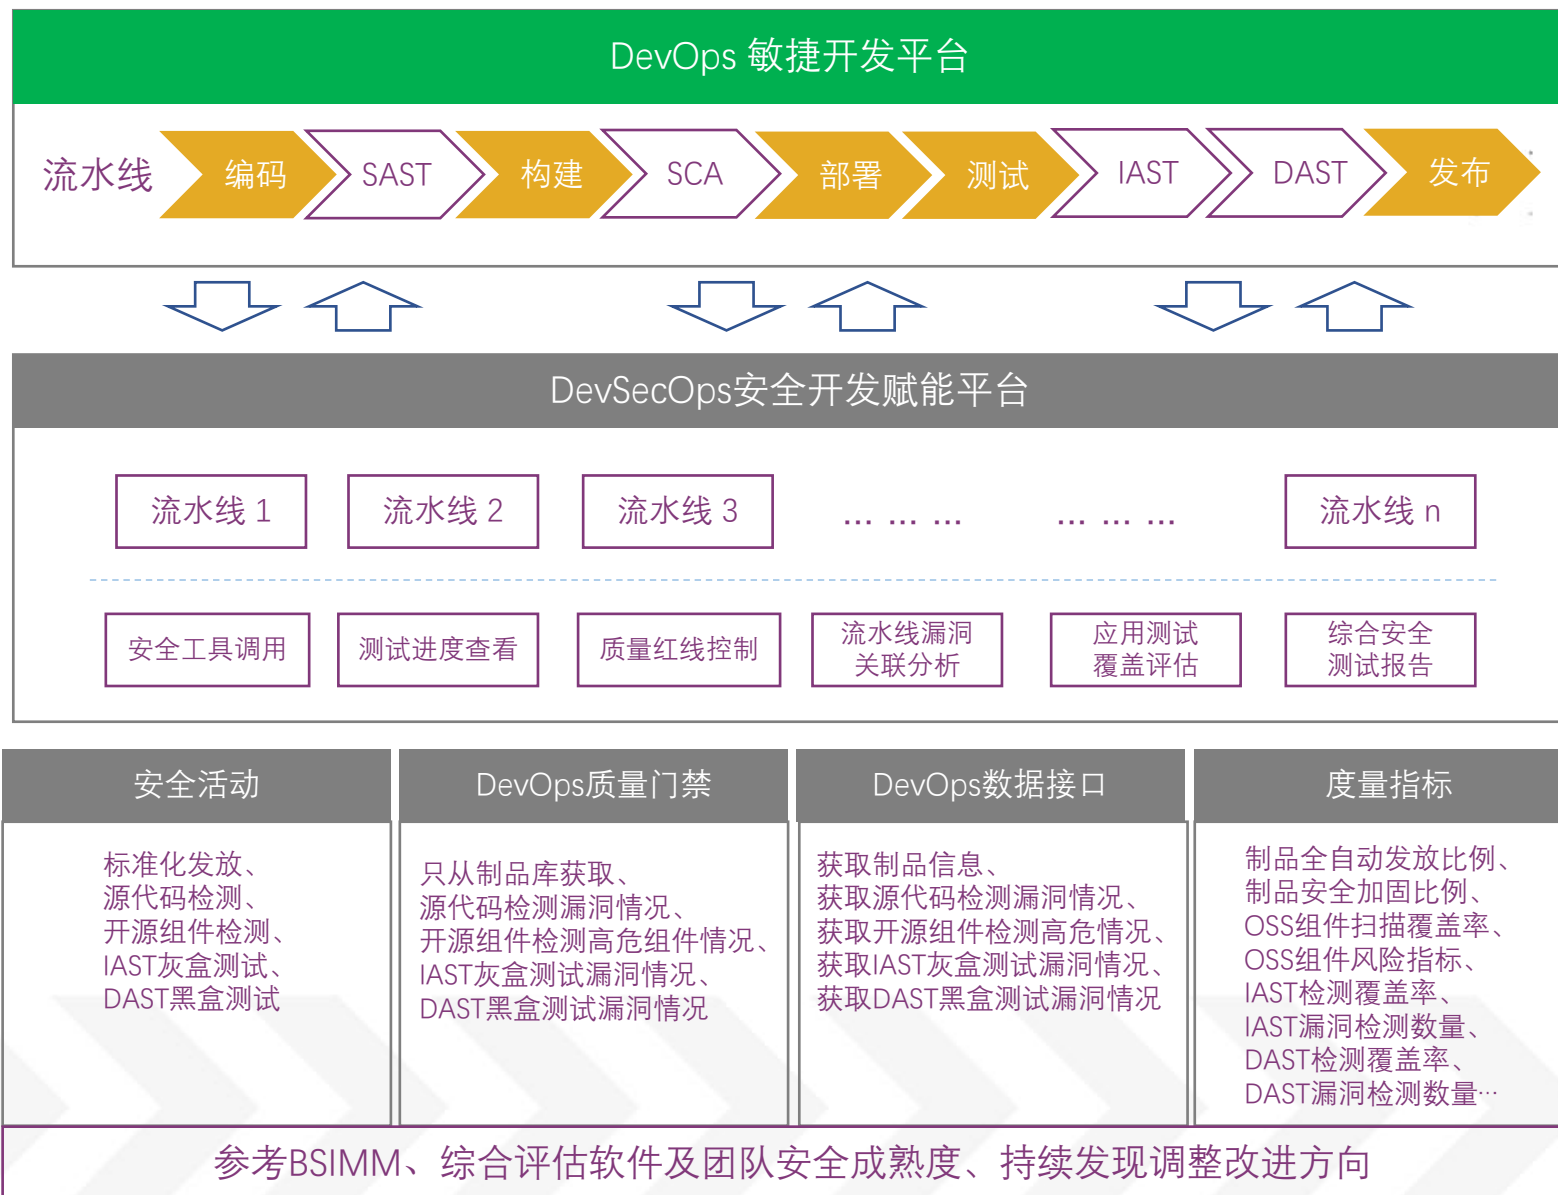 DevOps 敏捷开发平台
流水线
编码
SAST
构建
SCA
部署
测试
IAST
DAST
发布
DevSecOps安全开发赋能平台
流水线 1
流水线 2
流水线 3
... ... ...
... ... ...
流水线 n
安全工具调用
测试进度查看
质量红线控制
流水线漏洞
关联分析
应用测试
覆盖评估
综合安全
测试报告
安全活动
标准化发放、
源代码检测、
开源组件检测、
IAST灰盒测试、
DAST黑盒测试
DevOps质量门禁
只从制品库获取、
源代码检测漏洞情况、
开源组件检测高危组件情况、
IAST灰盒测试漏洞情况、
DAST黑盒测试漏洞情况
DevOps数据接口
获取制品信息、
获取源代码检测漏洞情况、
获取开源组件检测高危情况、
获取IAST灰盒测试漏洞情况、
获取DAST黑盒测试漏洞情况
度量指标
制品全自动发放比例、
制品安全加固比例、
OSS组件扫描覆盖率、
OSS组件风险指标、
IAST检测覆盖率、
IAST漏洞检测数量、
DAST检测覆盖率、
DAST漏洞检测数量…
参考BSIMM、综合评估软件及团队安全成熟度、持续发现调整改进方向